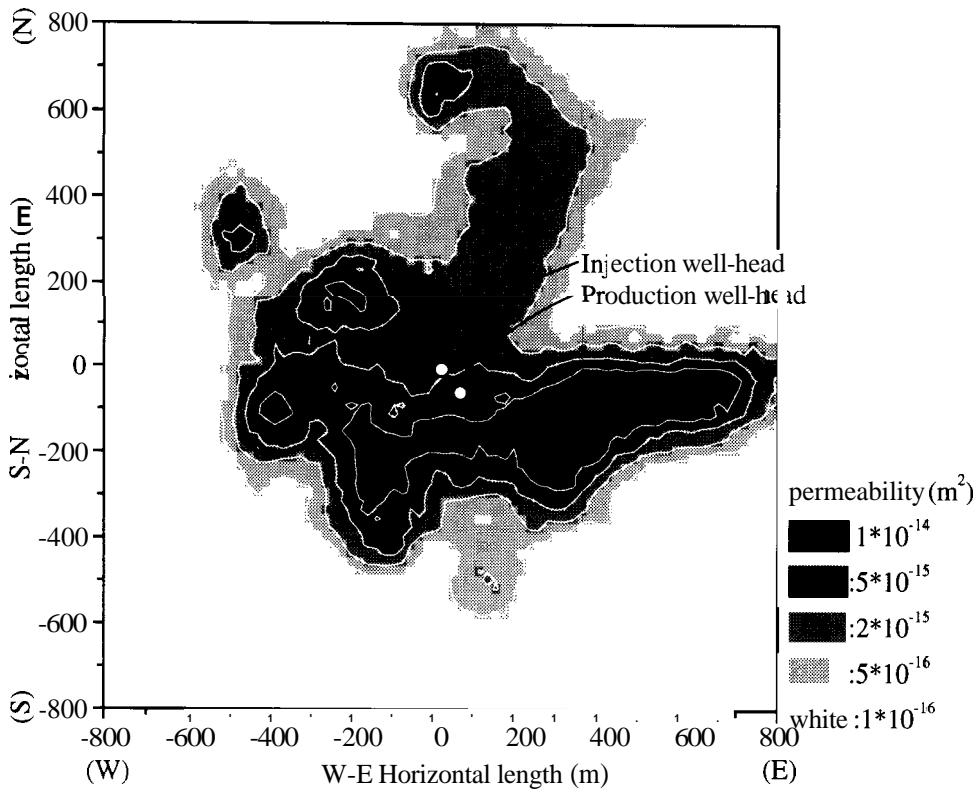 (N)
800
600
400
200
0
-200
-400
-600
-800
(S)
S-N
izontal length (m)
Injection well-head
Production well-head
permeability (m²)
1*10⁻¹⁴
:5*10⁻¹⁵
:2*10⁻¹⁵
:5*10⁻¹⁶
white :1*10⁻¹⁶
-800 -600 -400 -200 0 200 400 600 800
(W) (E)
W-E Horizontal length (m)